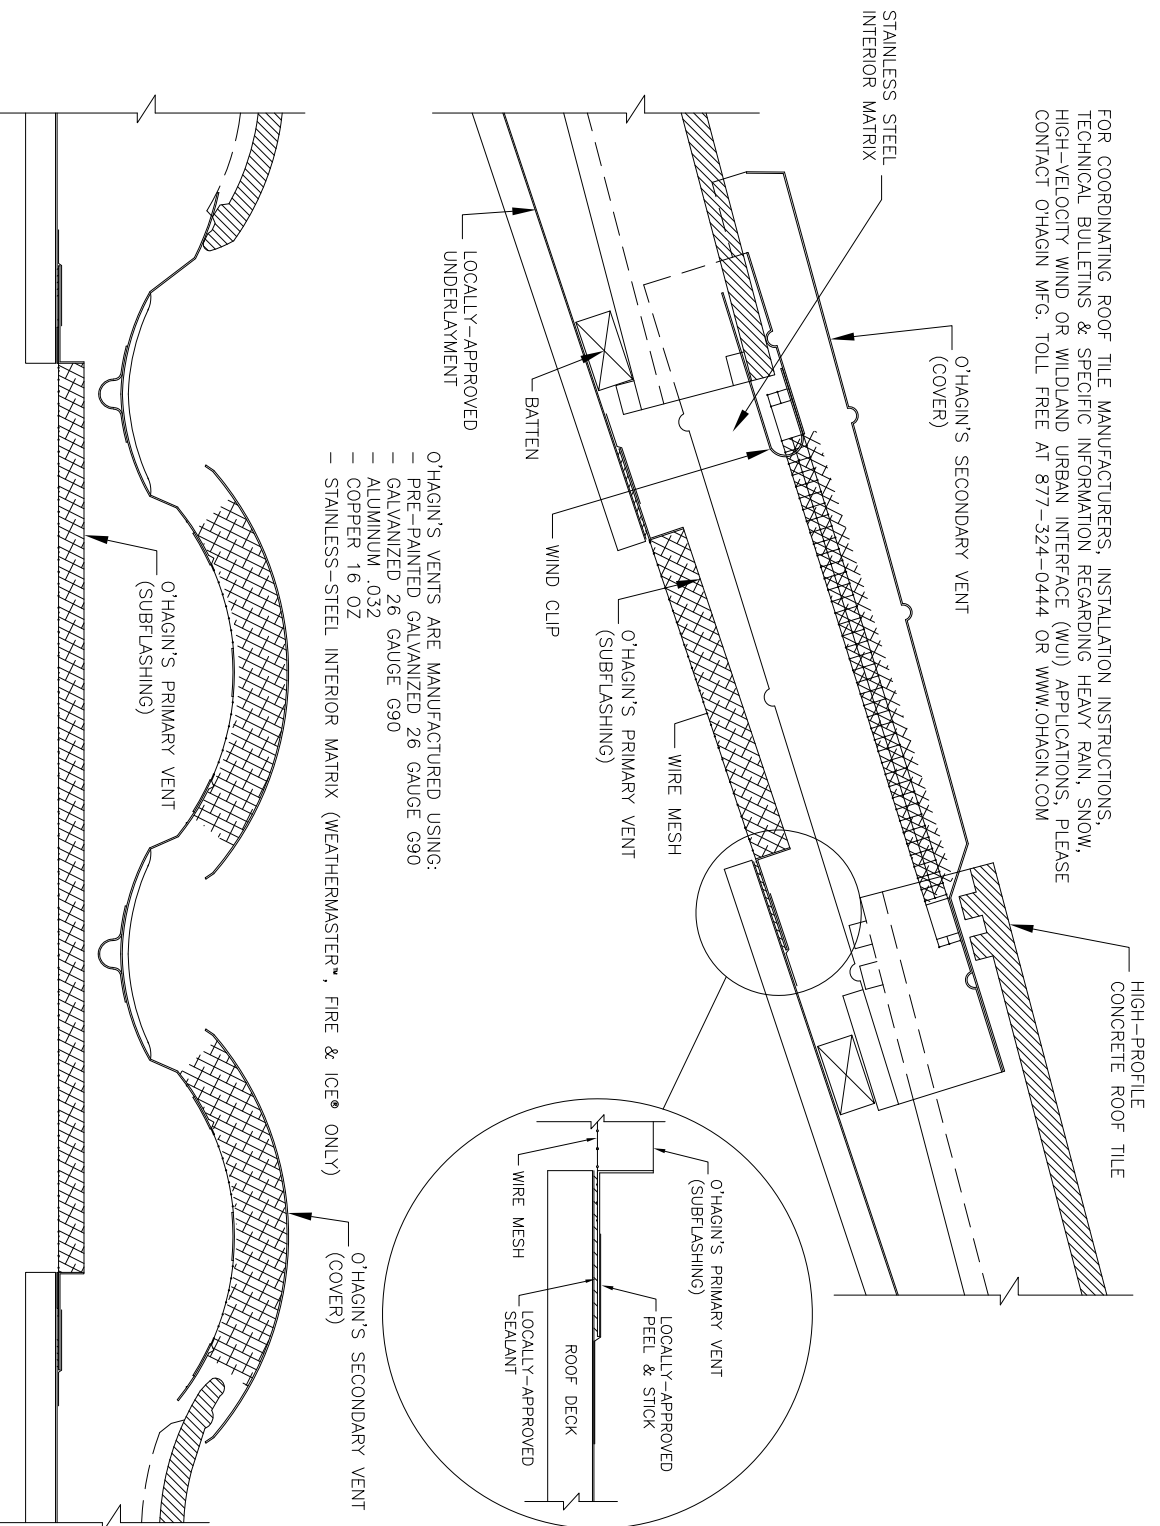 FOR COORDINATING ROOF TILE MANUFACTURERS, INSTALLATION INSTRUCTIONS,
TECHNICAL BULLETINS & SPECIFIC INFORMATION REGARDING HEAVY RAIN, SNOW,
HIGH-VELOCITY WIND OR WILDLAND URBAN INTERFACE (WUI) APPLICATIONS, PLEASE
CONTACT O'HAGIN MFG. TOLL FREE AT 877-324-0444 OR WWW.OHAGIN.COM
HIGH-PROFILE
CONCRETE ROOF TILE
O'HAGIN'S SECONDARY VENT
(COVER)
STAINLESS STEEL
INTERIOR MATRIX
WIRE MESH
O'HAGIN'S PRIMARY VENT
(SUBFLASHING)
WIND CLIP
BATTEN
LOCALLY-APPROVED
UNDERLAYMENT
O'HAGIN'S PRIMARY VENT
(SUBFLASHING)
LOCALLY-APPROVED
PEEL & STICK
ROOF DECK
WIRE MESH
LOCALLY-APPROVED
SEALANT
O'HAGIN'S VENTS ARE MANUFACTURED USING:
- PRE-PAINTED GALVANIZED 26 GAUGE G90
- GALVANIZED 26 GAUGE G90
- ALUMINUM .032
- COPPER 16 OZ
- STAINLESS-STEEL INTERIOR MATRIX (WEATHERMASTER™, FIRE & ICE® ONLY)
O'HAGIN'S SECONDARY VENT
(COVER)
O'HAGIN'S PRIMARY VENT
(SUBFLASHING)